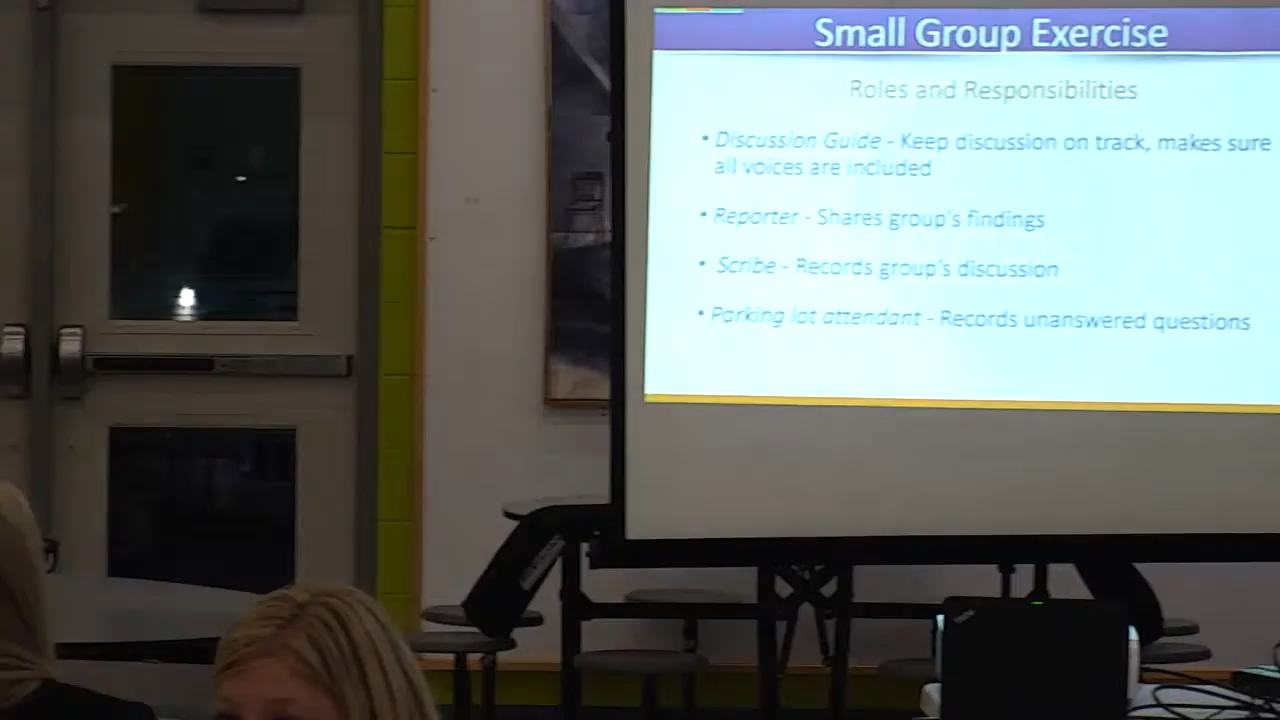 Small Group Exercise
Roles and Responsibilities
• Discussion Guide - Keep discussion on track, makes sure
all voices are included
• Reporter - Shares group's findings
• Scribe - Records group's discussion
• Parking lot attendant - Records unanswered questions